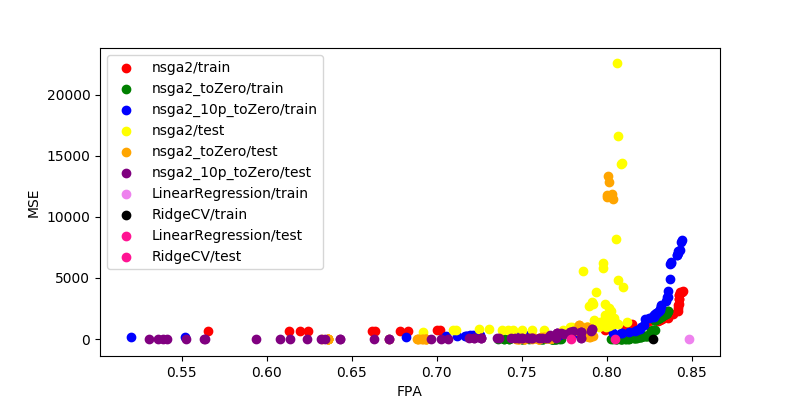 nsga2/train
nsga2_toZero/train
nsga2_10p_toZero/train
nsga2/test
nsga2_toZero/test
nsga2_10p_toZero/test
LinearRegression/train
RidgeCV/train
LinearRegression/test
RidgeCV/test
20000
15000
10000
5000
0
MSE
0.55
0.60
0.65
0.70
0.75
0.80
0.85
FPA